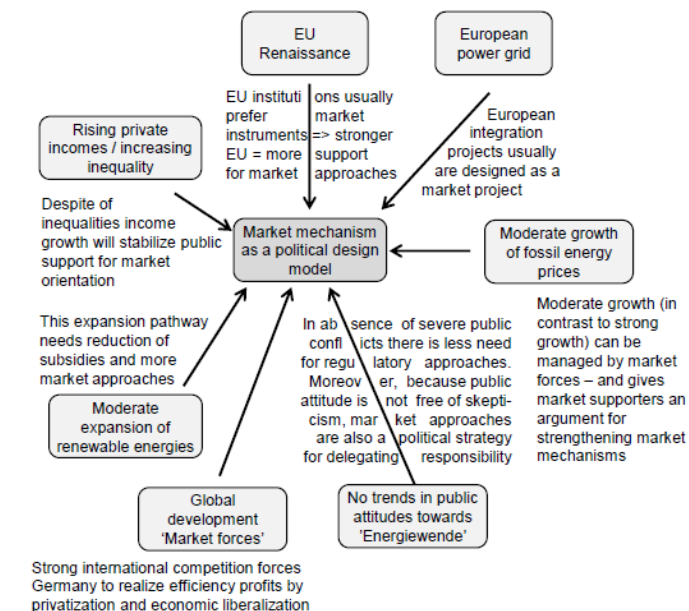 EU
Renaissance
European
power grid
EU instituti ons usually
prefer market
instruments => stronger
EU = more support
for market approaches
European
integration
projects usually
are designed as a
market project
Rising private
incomes / increasing
inequality
Despite of
inequalities income
growth will stabilize public
support for market
orientation
Market mechanism
as a political design
model
Moderate growth
of fossil energy
prices
This expansion pathway
needs reduction of
subsidies and more
market approaches
In ab sence of severe public
confl icts there is less need
for regu latory approaches.
Moreov er, because public
attitude is not free of skepti-
cism, mar ket approaches
are also a political strategy
for delegating responsibility
Moderate growth (in
contrast to strong
growth) can be
managed by market
forces – and gives
market supporters an
argument for
strengthening market
mechanisms
Moderate
expansion of
renewable energies
Global
development
‘Market forces’
No trends in public
attitudes towards
’Energiewende’
Strong international competition forces
Germany to realize efficiency profits by
privatization and economic liberalization